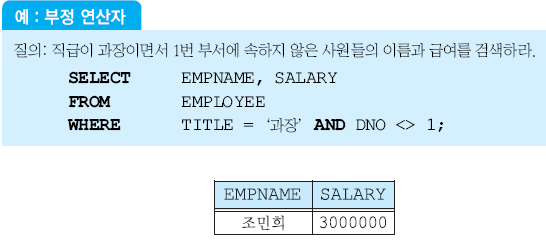 예 : 부정 연산자
질의: 직급이 과장이면서 1번 부서에 속하지 않은 사원들의 이름과 급여를 검색하라.
SELECT EMPNAME, SALARY
FROM EMPLOYEE
WHERE TITLE = ‘과장’ AND DNO <> 1;
EMPNAME SALARY
조민희 3000000